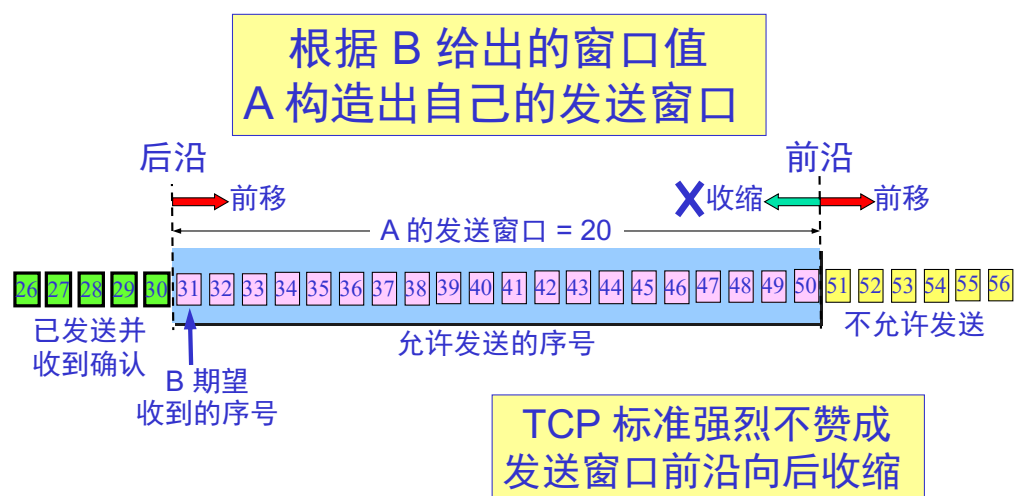 根据 B 给出的窗口值
A 构造出自己的发送窗口
后沿
前沿
前移
收缩
前移
A 的发送窗口 = 20
26 27 28 29 30 31 32 33 34 35 36 37 38 39 40 41 42 43 44 45 46 47 48 49 50 51 52 53 54 55 56
已发送并
收到确认
允许发送的序号
不允许发送
B 期望
收到的序号
TCP 标准强烈不赞成
发送窗口前沿向后收缩